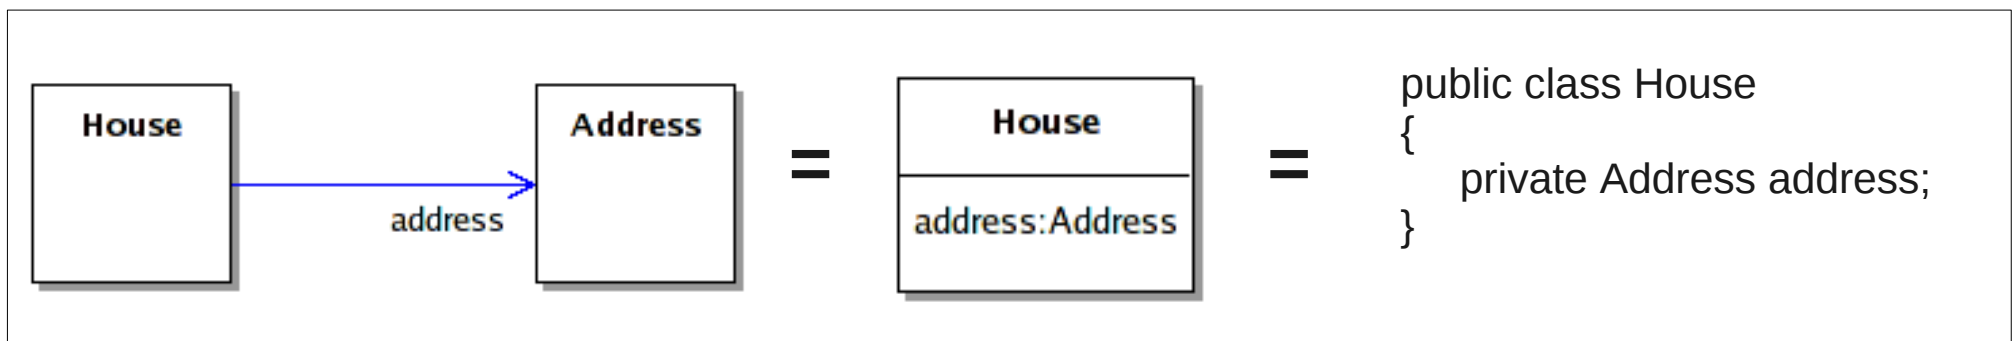 House
address
Address
=
House
address:Address
=
public class House
{
private Address address;
}